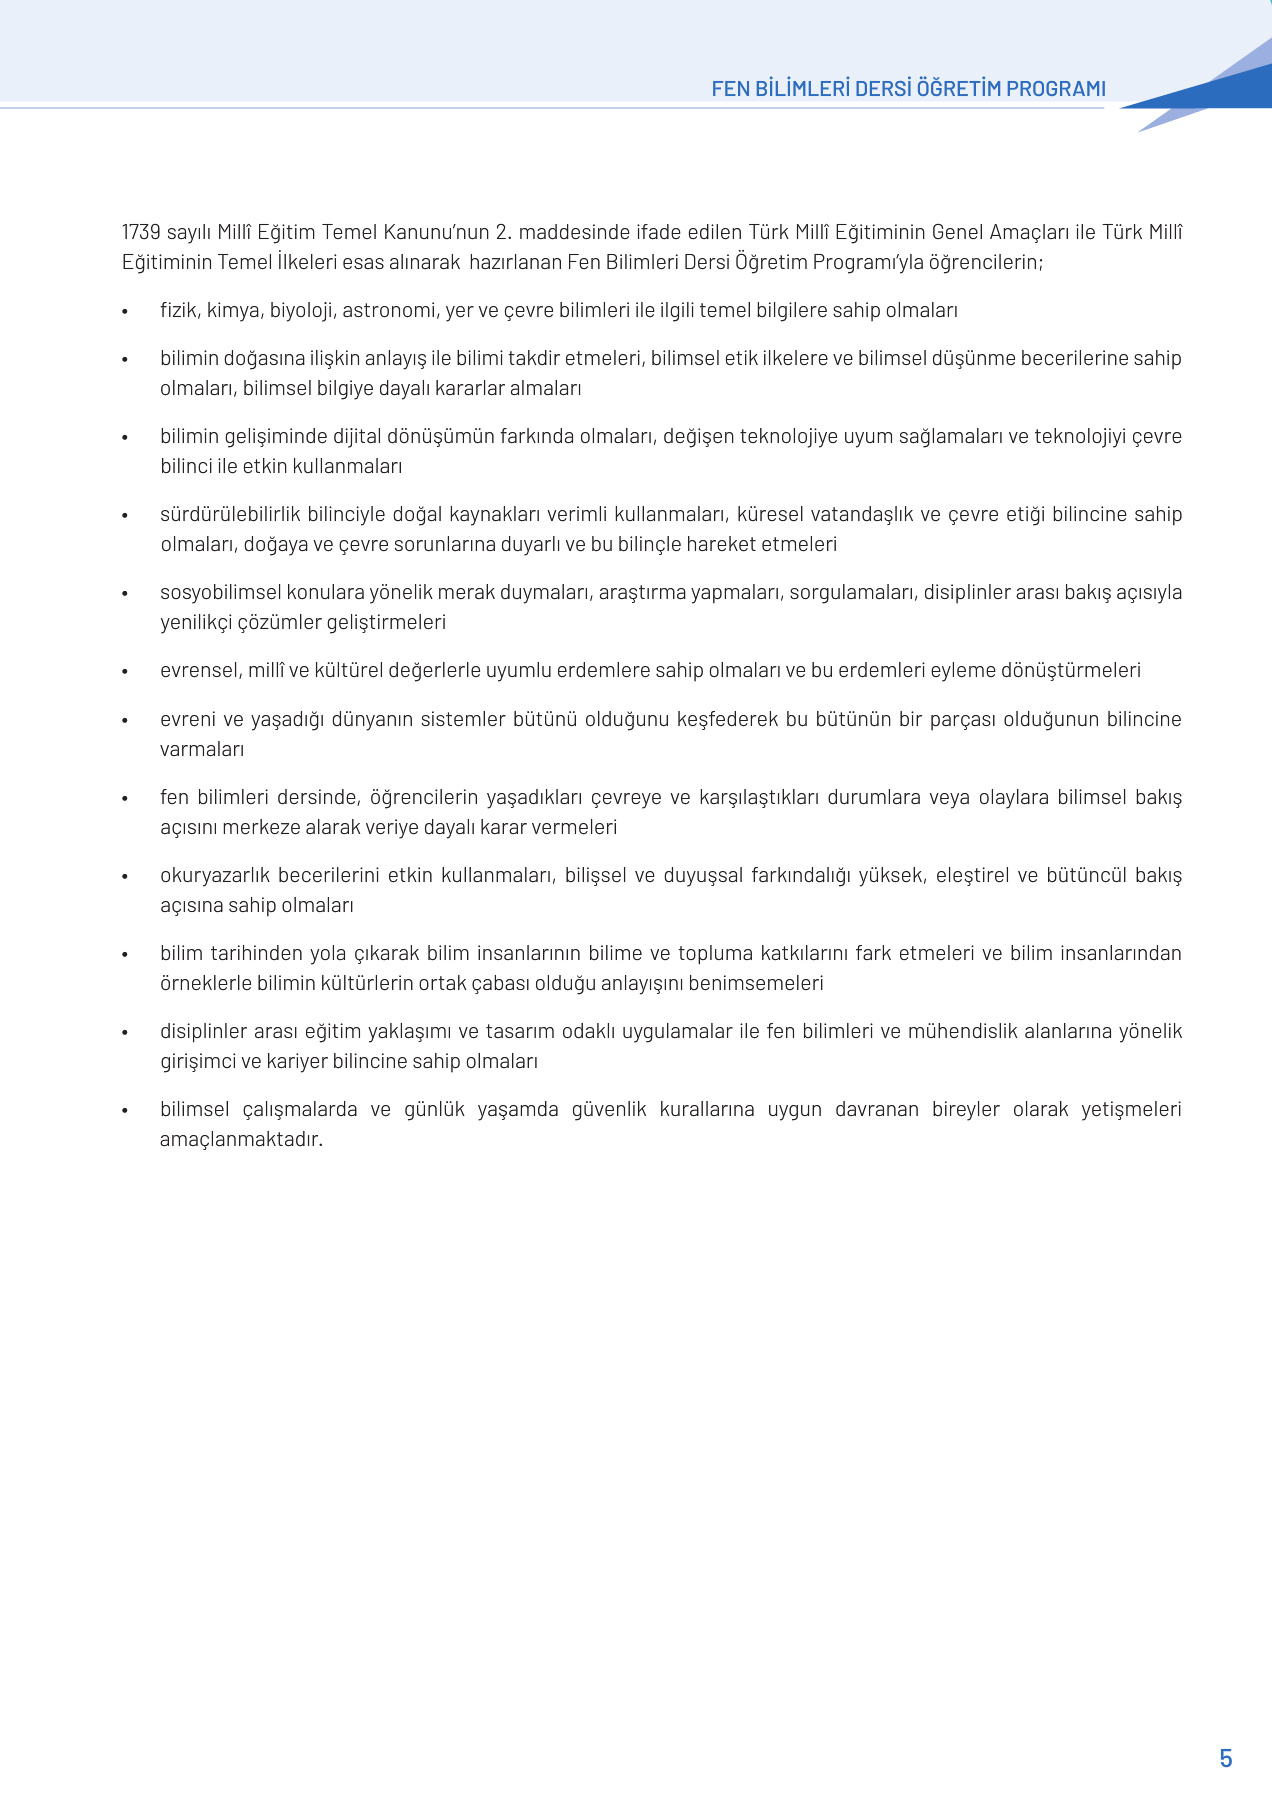 FEN BİLİMLERİ DERSİ ÖĞRETİM PROGRAMI
1739 sayılı Millî Eğitim Temel Kanunu’nun 2. maddesinde ifade edilen Türk Millî Eğitiminin Genel Amaçları ile Türk Millî
Eğitiminin Temel İlkeleri esas alınarak hazırlanan Fen Bilimleri Dersi Öğretim Programı’yla öğrencilerin;
• fizik, kimya, biyoloji, astronomi, yer ve çevre bilimleri ile ilgili temel bilgilere sahip olmaları
• bilimin doğasına ilişkin anlayış ile bilimi takdir etmeleri, bilimsel etik ilkelere ve bilimsel düşünme becerilerine sahip
olmaları, bilimsel bilgiye dayalı kararlar almaları
• bilimin gelişiminde dijital dönüşümün farkında olmaları, değişen teknolojiye uyum sağlamaları ve teknolojiyi çevre
bilinci ile etkin kullanmaları
• sürdürülebilirlik bilinciyle doğal kaynakları verimli kullanmaları, küresel vatandaşlık ve çevre etiği bilincine sahip
olmaları, doğaya ve çevre sorunlarına duyarlı ve bu bilinçle hareket etmeleri
• sosyobilimsel konulara yönelik merak duymaları, araştırma yapmaları, sorgulamaları, disiplinler arası bakış açısıyla
yenilikçi çözümler geliştirmeleri
• evrensel, millî ve kültürel değerlerle uyumlu erdemlere sahip olmaları ve bu erdemleri eyleme dönüştürmeleri
• evreni ve yaşadığı dünyanın sistemler bütünü olduğunu keşfederek bu bütünün bir parçası olduğunun bilincine
varmaları
• fen bilimleri dersinde, öğrencilerin yaşadıkları çevreye ve karşılaştıkları durumlara veya olaylara bilimsel bakış
açısını merkeze alarak veriye dayalı karar vermeleri
• okuryazarlık becerilerini etkin kullanmaları, bilişsel ve duyuşsal farkındalığı yüksek, eleştirel ve bütüncül bakış
açısına sahip olmaları
• bilim tarihinden yola çıkarak bilim insanlarının bilime ve topluma katkılarını fark etmeleri ve bilim insanlarından
örneklerle bilimin kültürlerin ortak çabası olduğu anlayışını benimsemeleri
• disiplinler arası eğitim yaklaşımı ve tasarım odaklı uygulamalar ile fen bilimleri ve mühendislik alanlarına yönelik
girişimci ve kariyer bilincine sahip olmaları
• bilimsel çalışmalarda ve günlük yaşamda güvenlik kurallarına uygun davranan bireyler olarak yetişmeleri
amaçlanmaktadır.
5